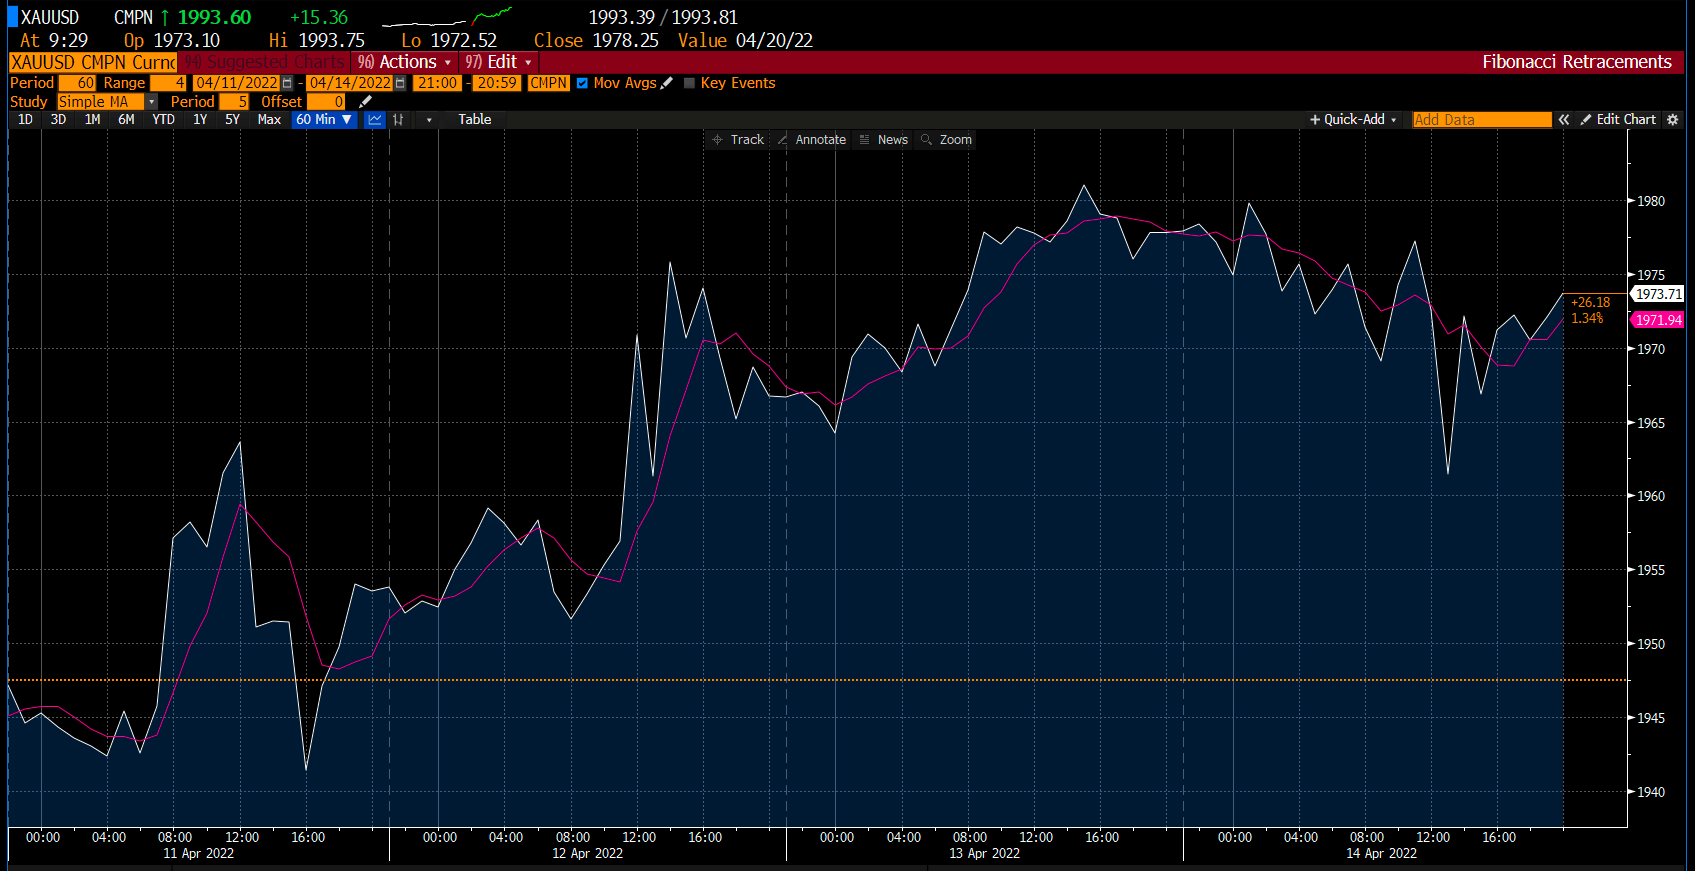 XAUUSD CMPN ↑ 1993.60 +15.36 1993.39 / 1993.81
At 9:29 Op 1973.10 Hi 1993.75 Lo 1972.52 Close 1978.25 Value 04/20/22
XAUUSD CMPN Curnc 94) Suggested Charts 96) Actions 97) Edit Fibonacci Retracements
Period 60 Range 4 04/11/2022 - 04/14/2022 21:00 - 20:59 CMPN Mov Avgs Key Events
Study Simple MA Period 5 Offset 0
1D 3D 1M 6M YTD 1Y 5Y Max 60 Min ▼ Table + Quick-Add Add Data « Edit Chart
Track Annotate News Zoom
1980
1975
1973.71
+26.18
1.34%
1971.94
1970
1965
1960
1955
1950
1945
1940
00:00 04:00 08:00 12:00 16:00 00:00 04:00 08:00 12:00 16:00 00:00 04:00 08:00 12:00 16:00 00:00 04:00 08:00 12:00 16:00
11 Apr 2022 12 Apr 2022 13 Apr 2022 14 Apr 2022